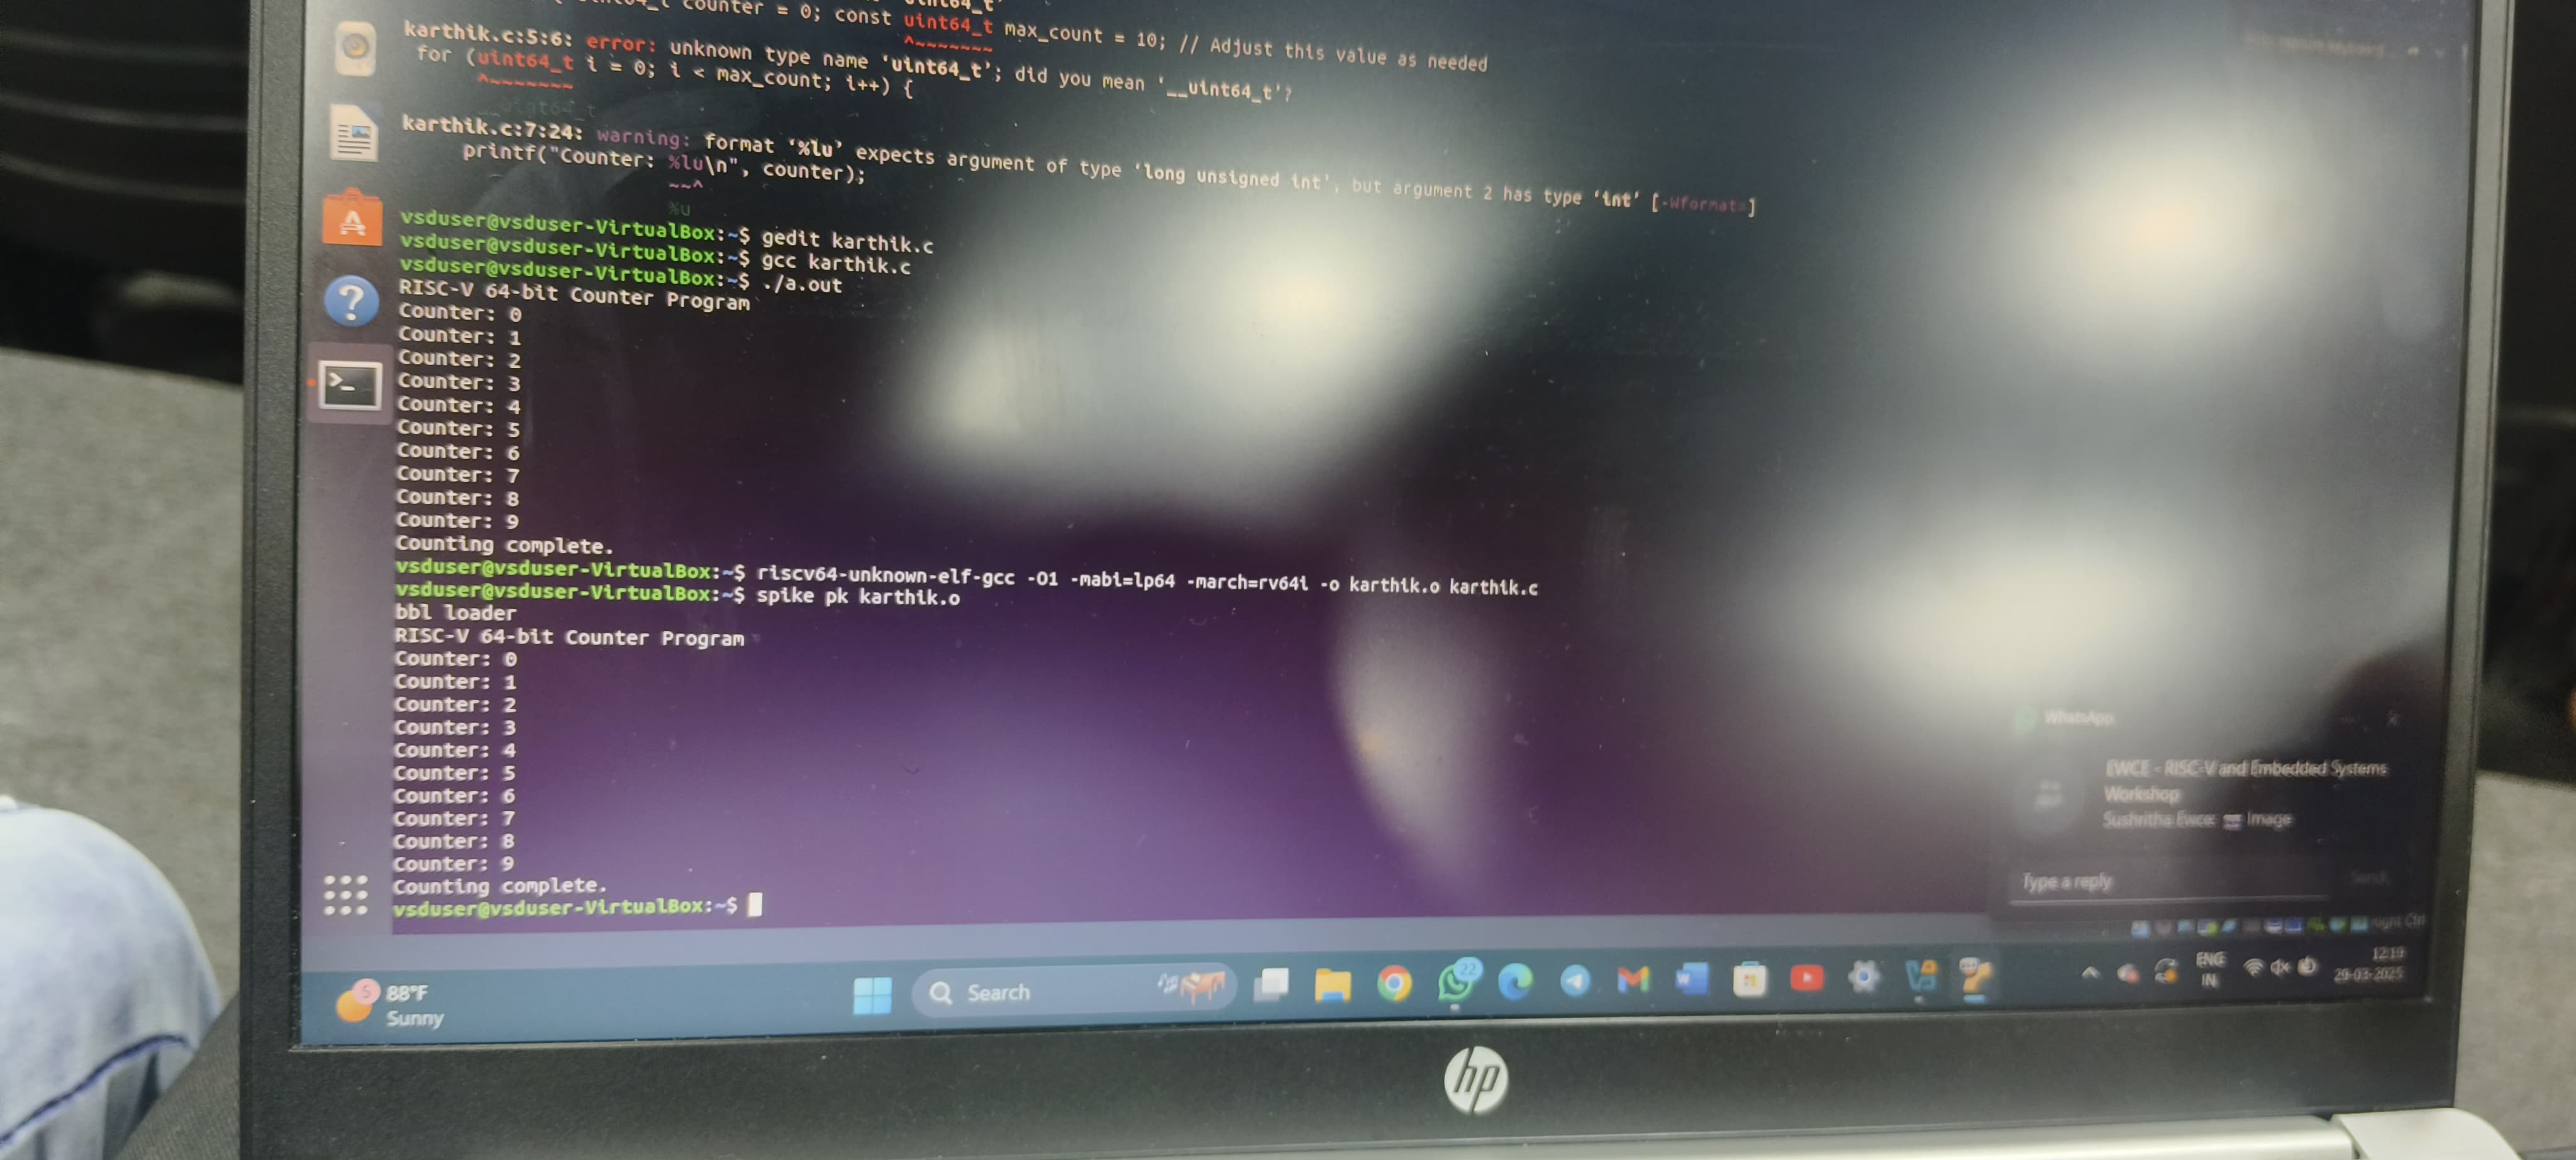 counter = 0; const uint64_t max_count = 10; // Adjust this value as needed
karthik.c:5:6: error: unknown type name ‘uint64_t’; did you mean ‘__uint64_t’?
for (uint64_t i = 0; i < max_count; i++) {
^~~~~~~~
karthik.c:7:24: warning: format ‘%lu’ expects argument of type ‘long unsigned int’, but argument 2 has type ‘int’ [-Wformat=]
printf("Counter: %lu\n", counter);
~~^
%u
vsduser@vsduser-VirtualBox:~$ gedit karthik.c
vsduser@vsduser-VirtualBox:~$ gcc karthik.c
vsduser@vsduser-VirtualBox:~$ ./a.out
RISC-V 64-bit Counter Program
Counter: 0
Counter: 1
Counter: 2
Counter: 3
Counter: 4
Counter: 5
Counter: 6
Counter: 7
Counter: 8
Counter: 9
Counting complete.
vsduser@vsduser-VirtualBox:~$ riscv64-unknown-elf-gcc -O1 -mabi=lp64 -march=rv64i -o karthik.o karthik.c
vsduser@vsduser-VirtualBox:~$ spike pk karthik.o
bbl loader
RISC-V 64-bit Counter Program
Counter: 0
Counter: 1
Counter: 2
Counter: 3
Counter: 4
Counter: 5
Counter: 6
Counter: 7
Counter: 8
Counter: 9
Counting complete.
vsduser@vsduser-VirtualBox:~$
WhatsApp
EWCE - RISC-V and Embedded Systems
Workshop
Sushritha Ewce: Image
Type a reply
Send
Right Ctrl
5
88°F
Sunny
Search
22
ENG
IN
12:19
29-03-2025
hp